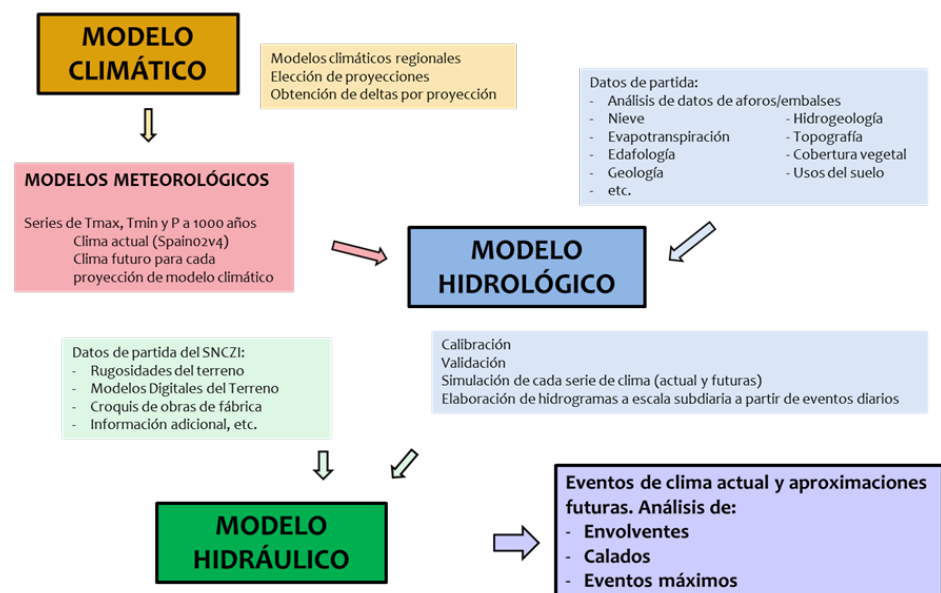 MODELO
CLIMÁTICO
Modelos climáticos regionales
Elección de proyecciones
Obtención de deltas por proyección
Datos de partida:
- Análisis de datos de aforos/embalses
- Nieve - Hidrogeología
- Evapotranspiración - Topografía
- Edafología - Cobertura vegetal
- Geología - Usos del suelo
- etc.
MODELOS METEOROLÓGICOS
Series de Tmax, Tmin y P a 1000 años
Clima actual (Spain02v4)
Clima futuro para cada
proyección de modelo climático
MODELO
HIDROLÓGICO
Datos de partida del SNCZI:
- Rugosidades del terreno
- Modelos Digitales del Terreno
- Croquis de obras de fábrica
- Información adicional, etc.
Calibración
Validación
Simulación de cada serie de clima (actual y futuras)
Elaboración de hidrogramas a escala subdiaria a partir de eventos diarios
MODELO
HIDRÁULICO
Eventos de clima actual y aproximaciones
futuras. Análisis de:
- Envolventes
- Calados
- Eventos máximos